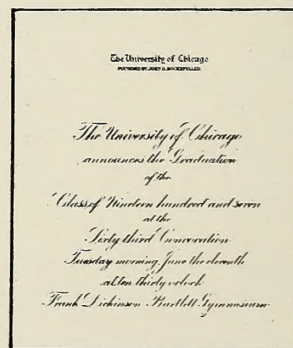 The University of Chicago
FOUNDED BY JOHN D. ROCKEFELLER
The University of Chicago
announces the Graduation
of the
Class of Nineteen hundred and seven
at the
Sixty-third Convocation
Tuesday morning, June the eleventh
at ten thirty o'clock
Frank Dickinson Bartlett Gymnasium